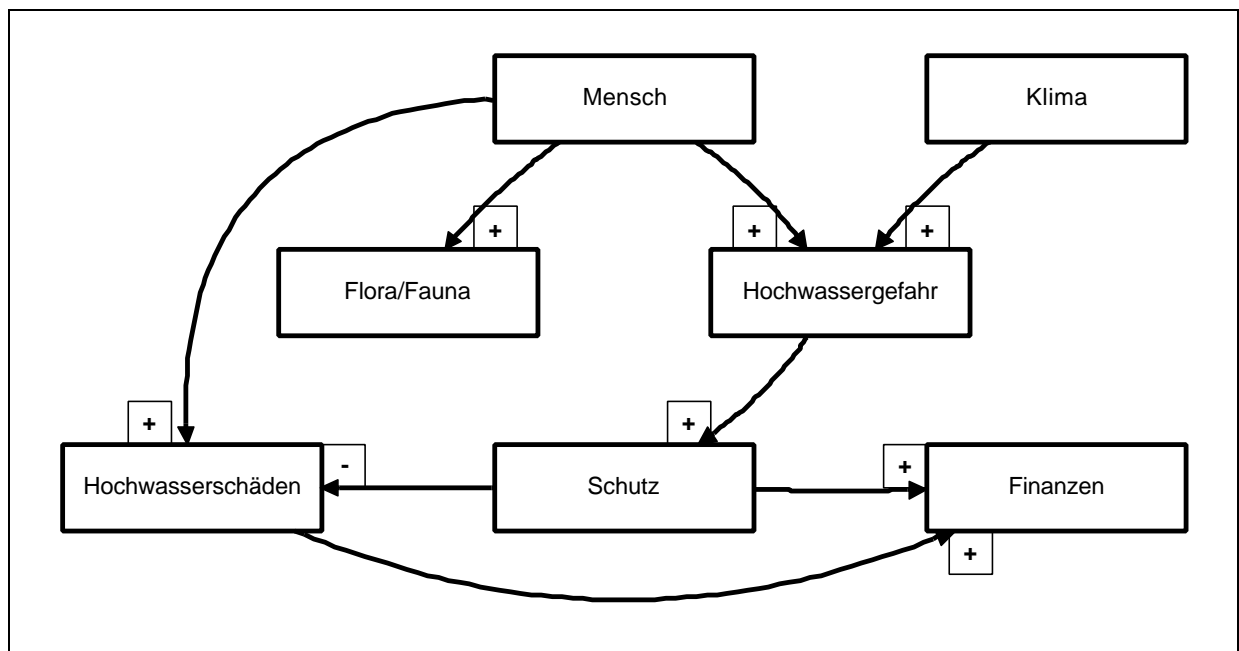 Mensch
Klima
+
+
+
Flora/Fauna
Hochwassergefahr
+
+
Hochwasserschäden
-
Schutz
+
Finanzen
+